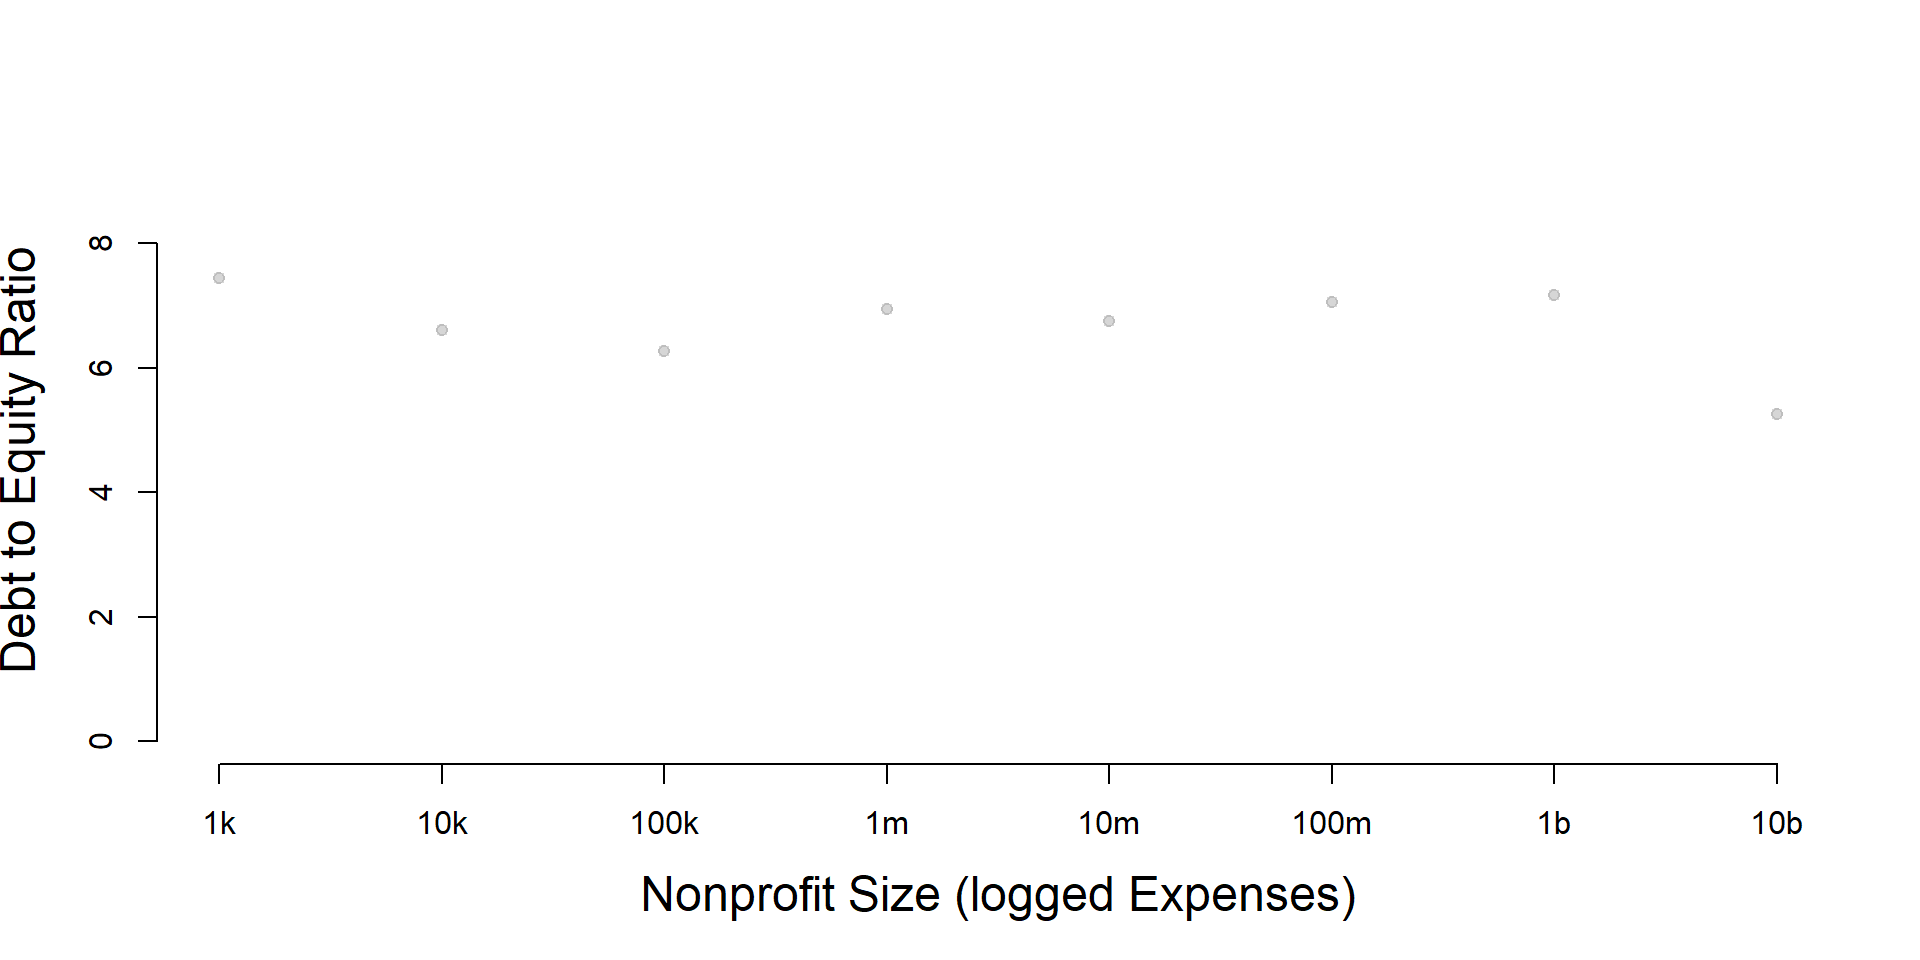 Debt to Equity Ratio
8
6
4
2
0
1k 10k 100k 1m 10m 100m 1b 10b
Nonprofit Size (logged Expenses)